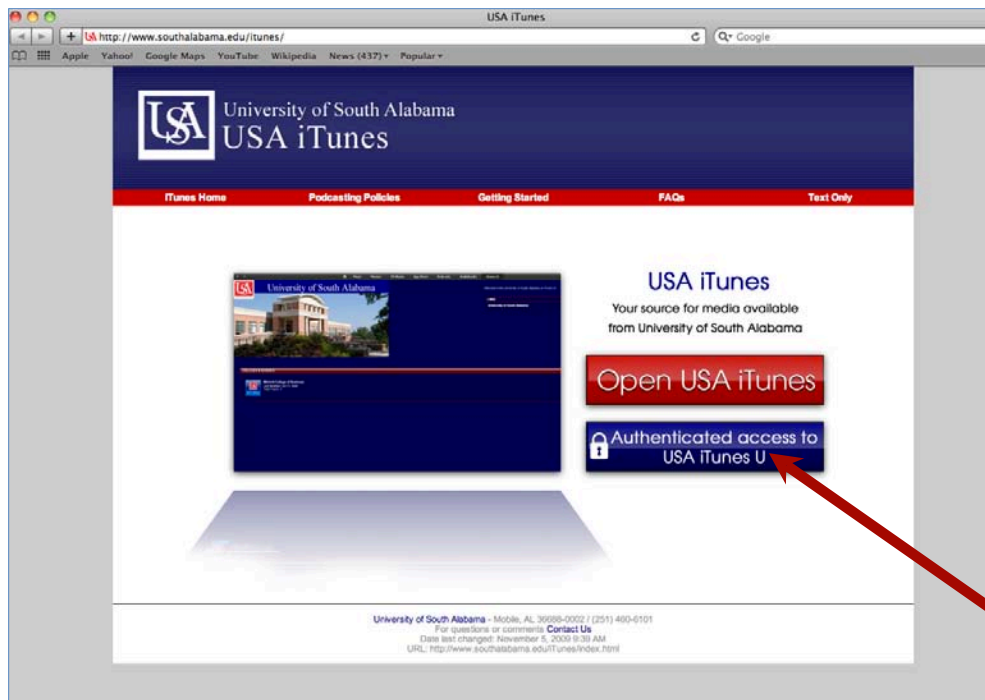 USA iTunes
http://www.southalabama.edu/itunes/
Google
Apple Yahoo! Google Maps YouTube Wikipedia News (437) Popular
USA
University of South Alabama
USA iTunes
iTunes Home Podcasting Policies Getting Started FAQs Text Only
USA
University of South Alabama
USA iTunes
Your source for media available
from University of South Alabama
Open USA iTunes
Authenticated access to
USA iTunes U
University of South Alabama - Mobile, AL 36688-0002 / (251) 460-6101
For questions or comments Contact Us
Date last changed: November 5, 2009 9:39 AM
URL: http://www.southalabama.edu/iTunes/index.html